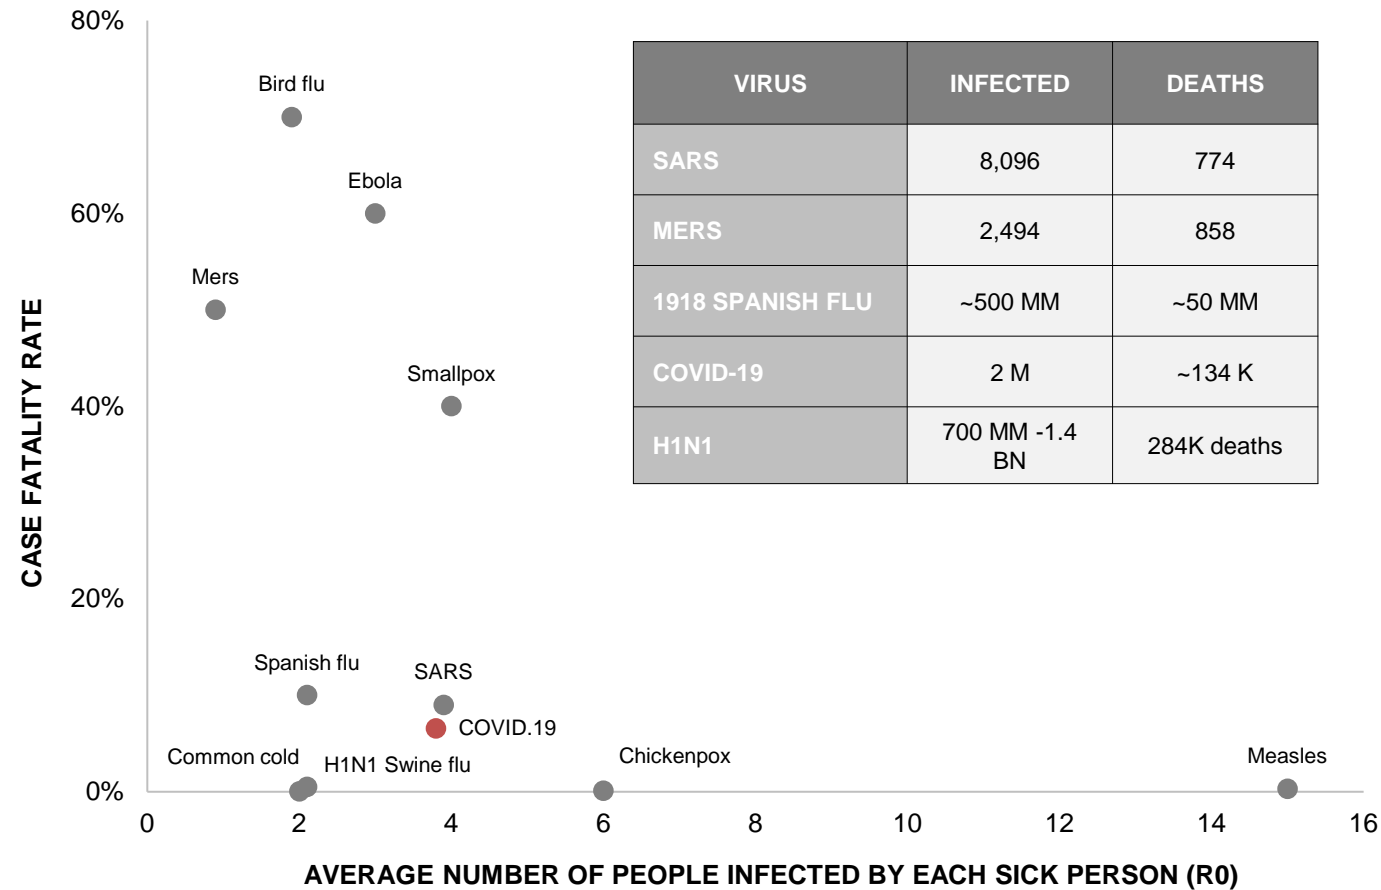 80%
Bird flu
Ebola
60%
Mers
Smallpox
40%
20%
Spanish flu
SARS
COVID.19
Common cold
H1N1 Swine flu
Chickenpox
Measles
0%
0 2 4 6 8 10 12 14 16
CASE FATALITY RATE
AVERAGE NUMBER OF PEOPLE INFECTED BY EACH SICK PERSON (R0)
VIRUS INFECTED DEATHS
SARS 8,096 774
MERS 2,494 858
1918 SPANISH FLU ~500 MM ~50 MM
COVID-19 2 M ~134 K
H1N1 700 MM -1.4
BN 284K deaths